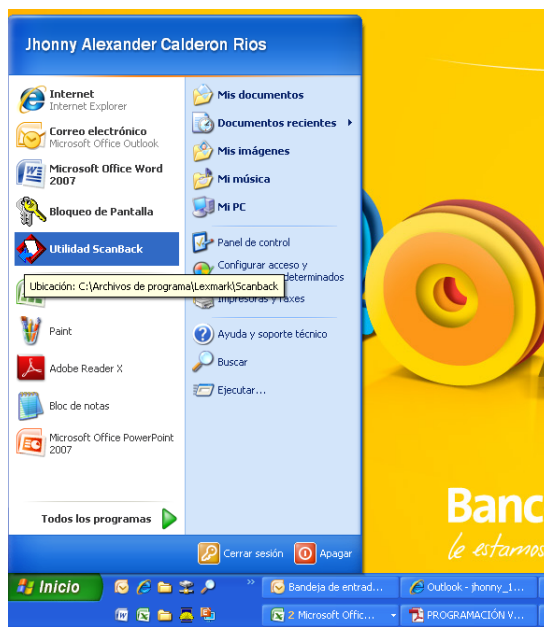 Jhonny Alexander Calderon Rios
Internet
Internet Explorer
Correo electrónico
Microsoft Office Outlook
Microsoft Office Word
2007
Bloqueo de Pantalla
Utilidad ScanBack
Ubicación: C:\Archivos de programa\Lexmark\Scanback
Paint
Adobe Reader X
Bloc de notas
Microsoft Office PowerPoint
2007
Todos los programas
Mis documentos
Documentos recientes
Mis imágenes
Mi música
Mi PC
Panel de control
Configurar acceso y
determinados
Impresoras y faxes
Ayuda y soporte técnico
Buscar
Ejecutar...
Cerrar sesión
Apagar
Banc
le estamos
Inicio
Bandeja de entrad...
Outlook - jhonny_1...
2 Microsoft Offic...
PROGRAMACIÓN V...